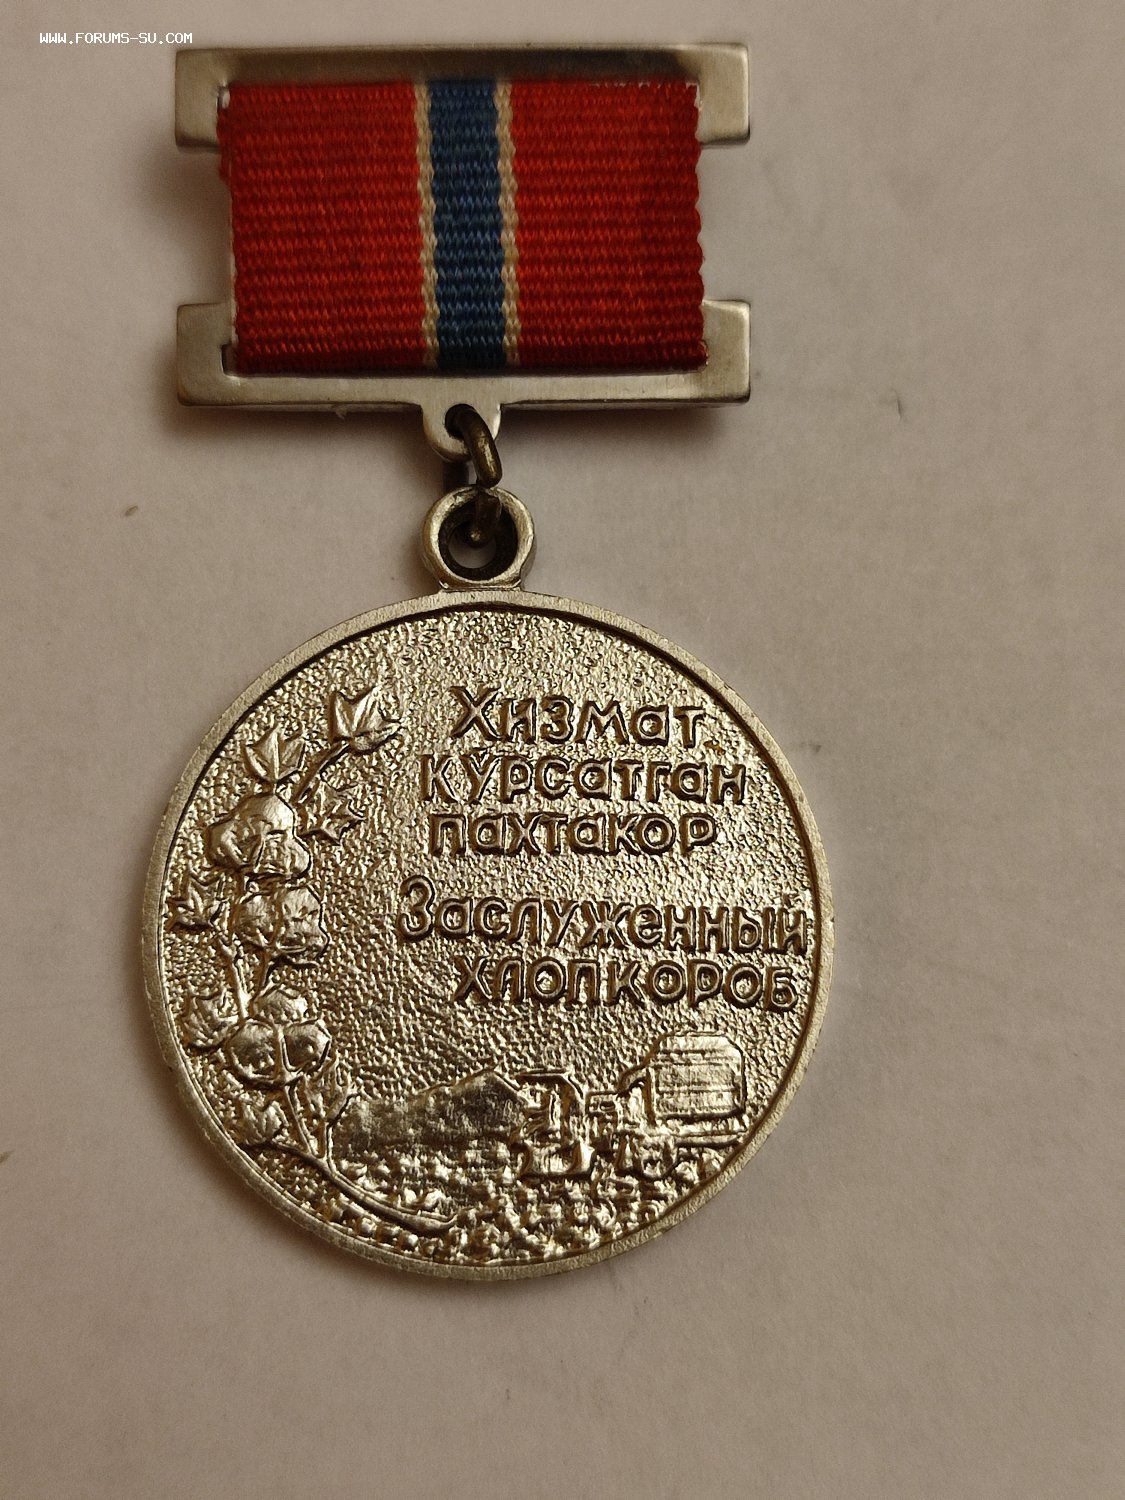 WWW.FORUMS-SU.COM
Хизмат
кўрсатган
пахтакор
Заслуженный
хлопкороб